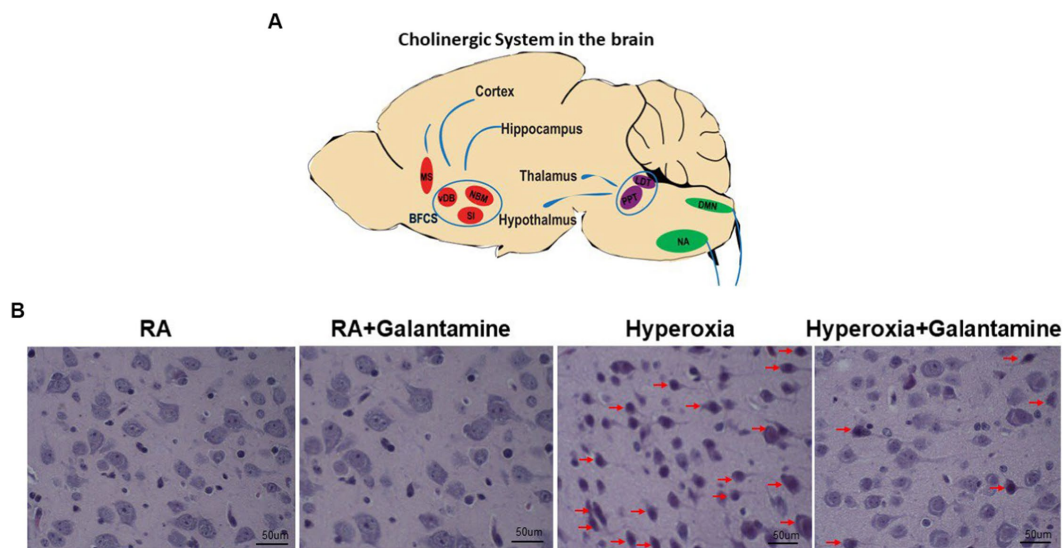 A
Cholinergic System in the brain
Cortex
Hippocampus
MS
Thalamus
LDT
vDB
NBM
PPT
DMN
SI
BFCS
Hypothalmus
NA
B
RA
RA+Galantamine
Hyperoxia
Hyperoxia+Galantamine
50um
50um
50um
50um